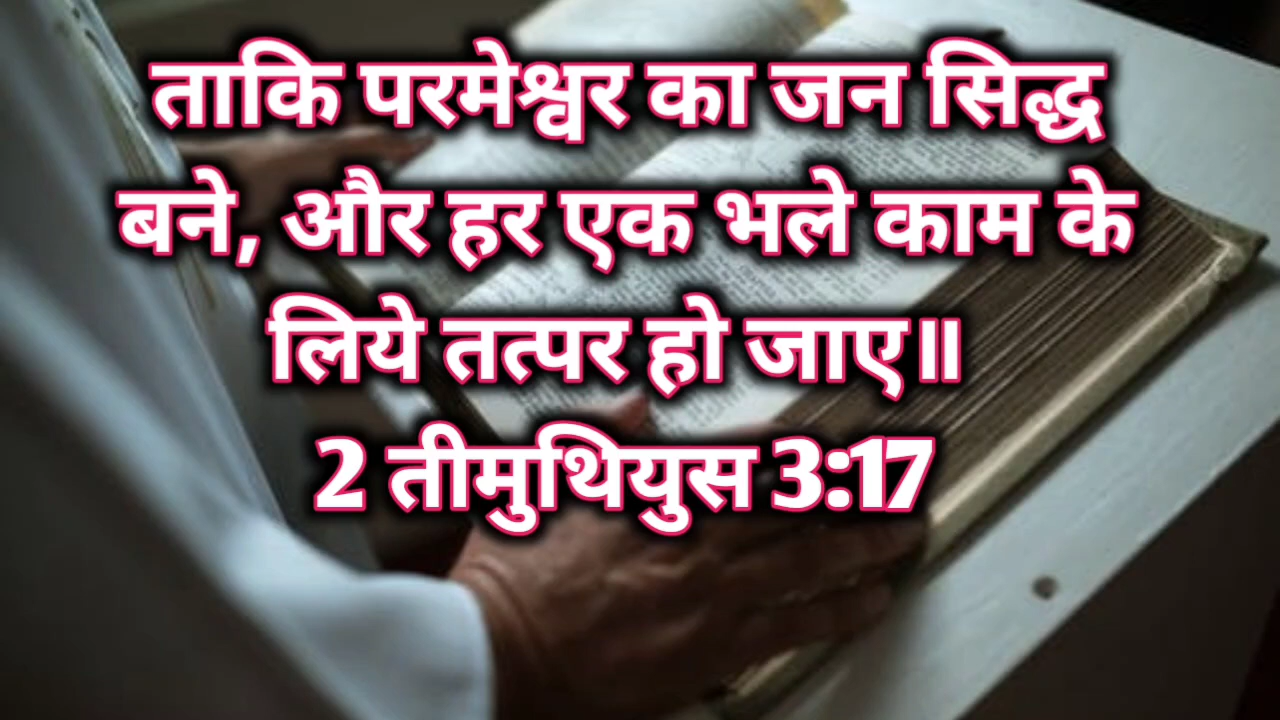 ताकि परमेश्वर का जन सिद्ध
बने, और हर एक भले काम के
लिये तत्पर हो जाए॥
2 तीमुथियुस 3:17